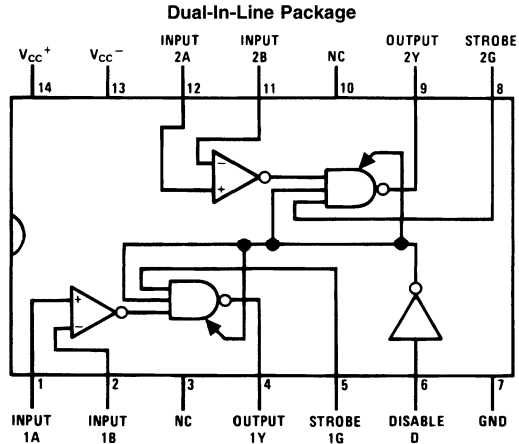 Dual-In-Line Package
VCC+
VCC−
INPUT 2A
INPUT 2B
NC
OUTPUT 2Y
STROBE 2G
14
13
12
11
10
9
8
−
+
+
−
1
2
3
4
5
6
7
INPUT 1A
INPUT 1B
NC
OUTPUT 1Y
STROBE 1G
DISABLE D
GND